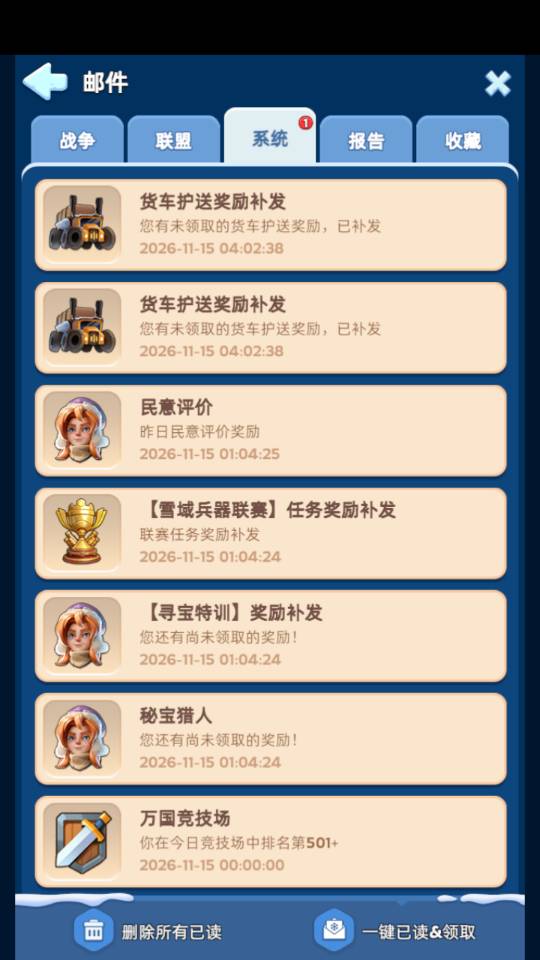 邮件
战争
联盟
系统
1
报告
收藏
货车护送奖励补发
您有未领取的货车护送奖励，已补发
2026-11-15 04:02:38
货车护送奖励补发
您有未领取的货车护送奖励，已补发
2026-11-15 04:02:38
民意评价
昨日民意评价奖励
2026-11-15 01:04:25
【雪域兵器联赛】任务奖励补发
联赛任务奖励补发
2026-11-15 01:04:24
【寻宝特训】奖励补发
您还有尚未领取的奖励！
2026-11-15 01:04:24
秘宝猎人
您还有尚未领取的奖励！
2026-11-15 01:04:24
万国竞技场
你在今日竞技场中排名第501+
2026-11-15 00:00:00
删除所有已读
一键已读&领取